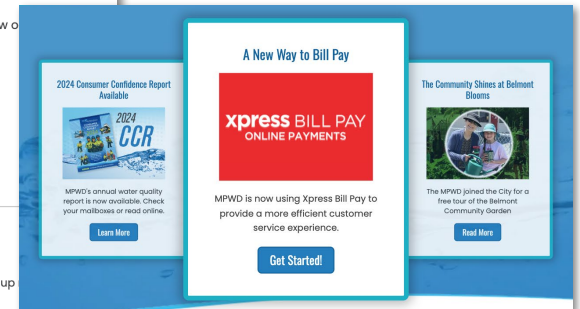 w o
up
2024 Consumer Confidence Report
Available
2024
CCR
MPWD's annual water quality
report is now available. Check
your mailboxes or read online.
Learn More
A New Way to Bill Pay
xpress BILL PAY
ONLINE PAYMENTS
MPWD is now using Xpress Bill Pay to
provide a more efficient customer
service experience.
Get Started!
The Community Shines at Belmont
Blooms
The MPWD joined the City for a
free tour of the Belmont
Community Garden
Read More